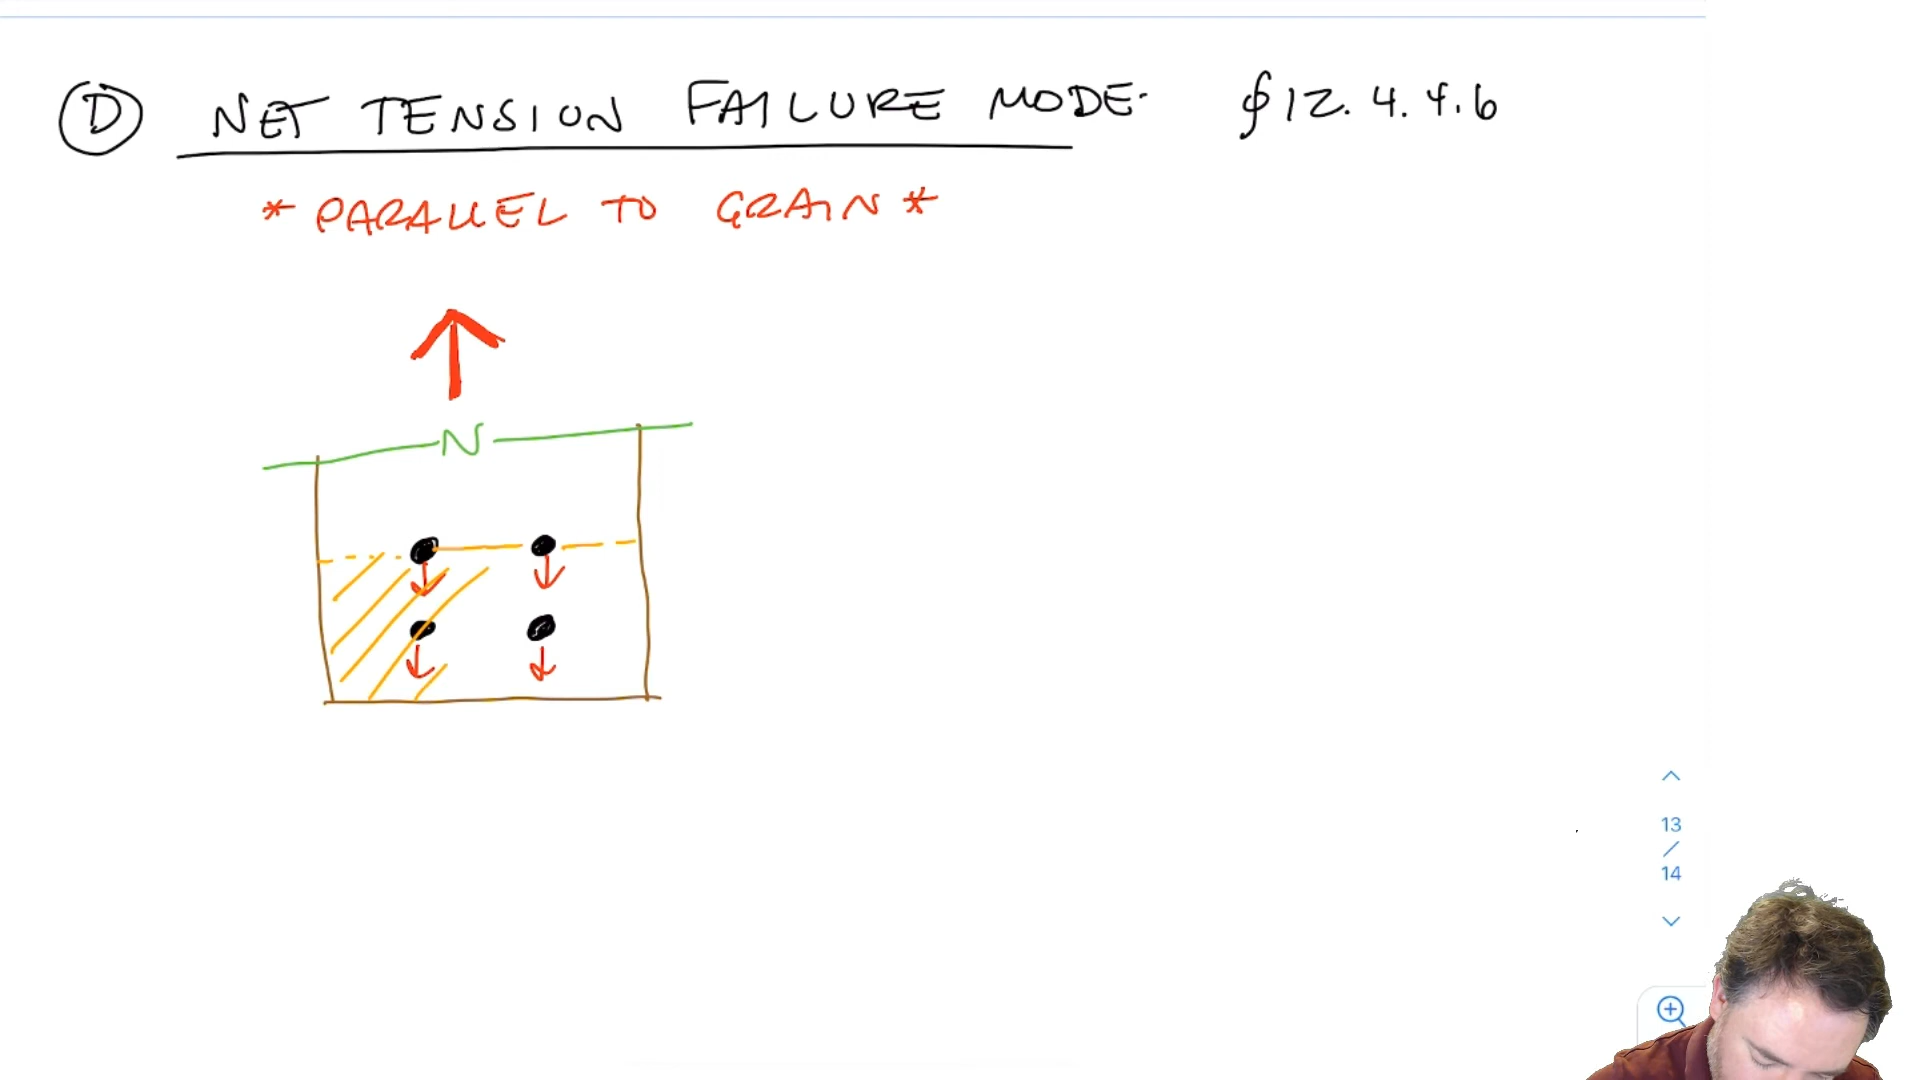 D NET TENSION FAILURE MODE. §12.4.4.6
* PARALLEL TO GRAIN *
N
13
/
14